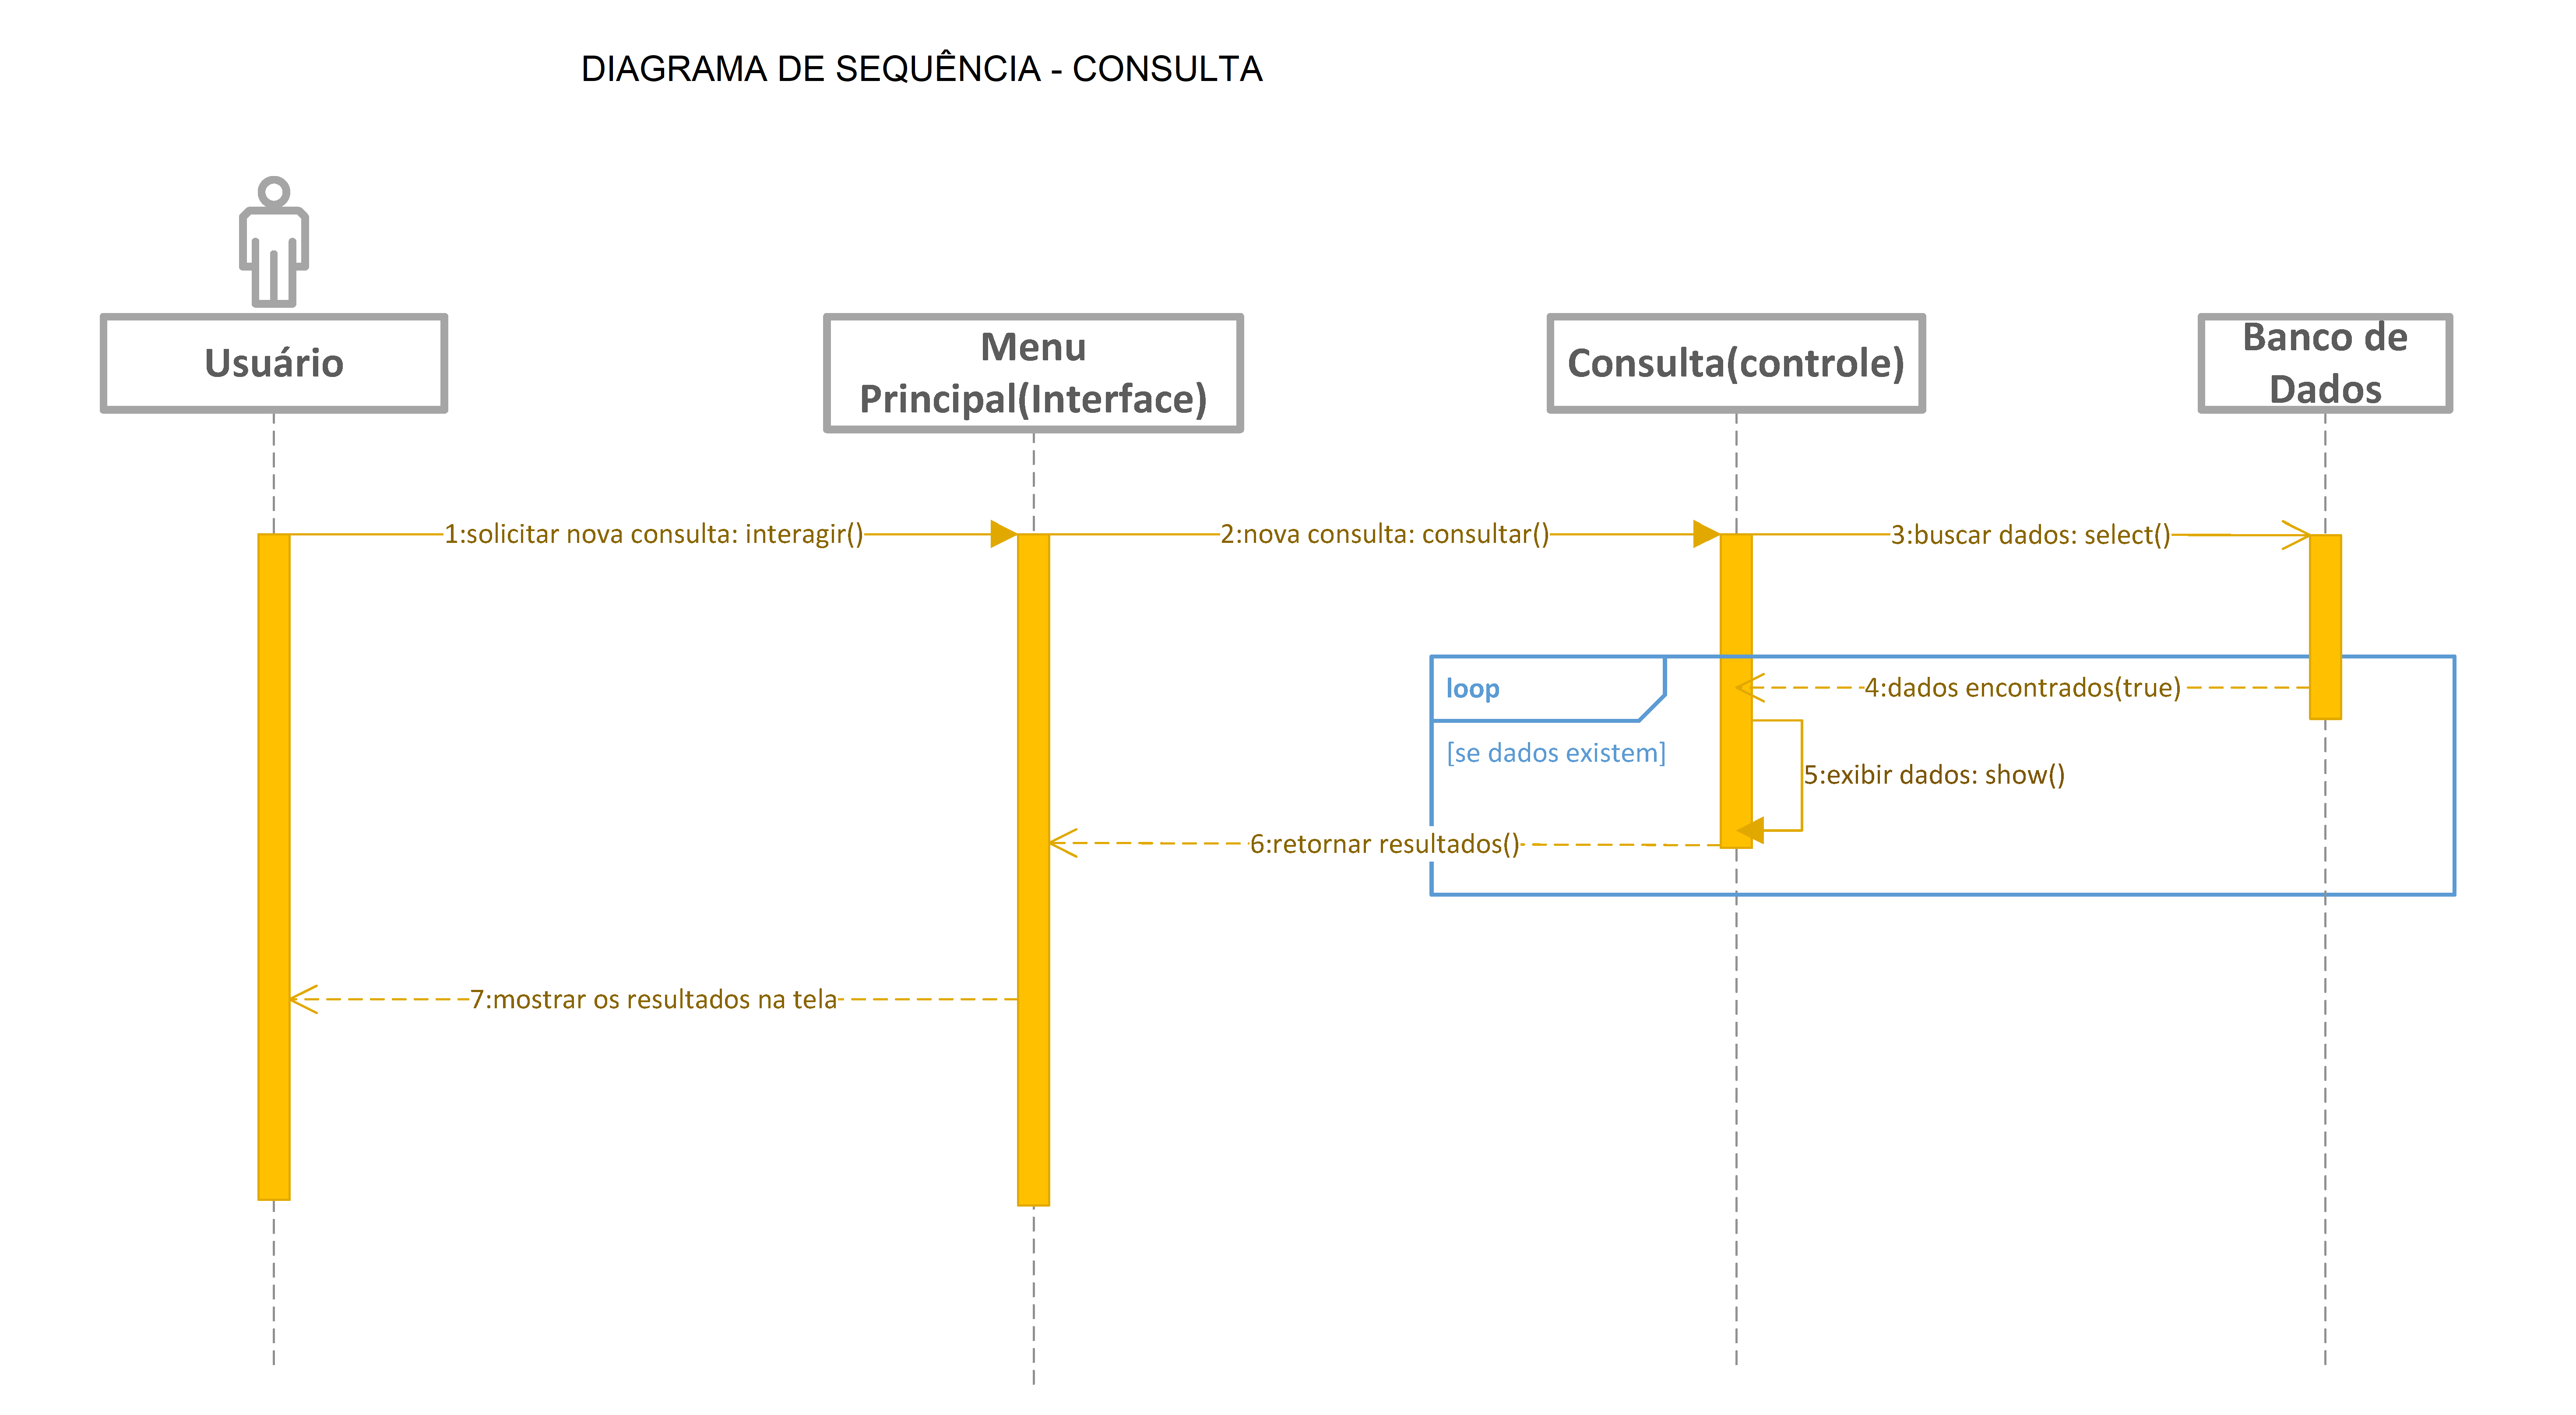 DIAGRAMA DE SEQUÊNCIA - CONSULTA
Usuário
Menu
Principal(Interface)
Consulta(controle)
Banco de
Dados
1:solicitar nova consulta: interagir()
2:nova consulta: consultar()
3:buscar dados: select()
loop
4:dados encontrados(true)
[se dados existem]
5:exibir dados: show()
6:retornar resultados()
7:mostrar os resultados na tela